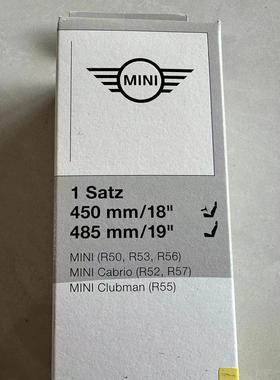 MINI
1 Satz
450 mm/18"
485 mm/19"
MINI (R50, R53, R56)
MINI Cabrio (R52, R57)
MINI Clubman (R55)